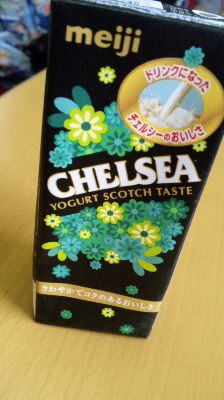 meiji
ドリンクになった
チェルシーのおいしさ
CHELSEA
YOGURT SCOTCH TASTE
さわやかでコクのあるおいしさ